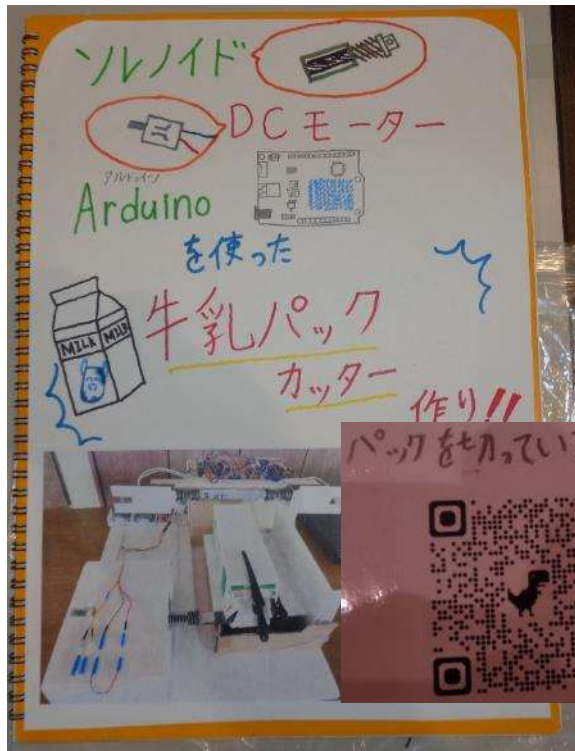 ソレノイド
DCモーター
アルドゥイーノ
Arduino
を使った
MILK MILK
牛乳パック
カッター
作り!!
パックを切ってい